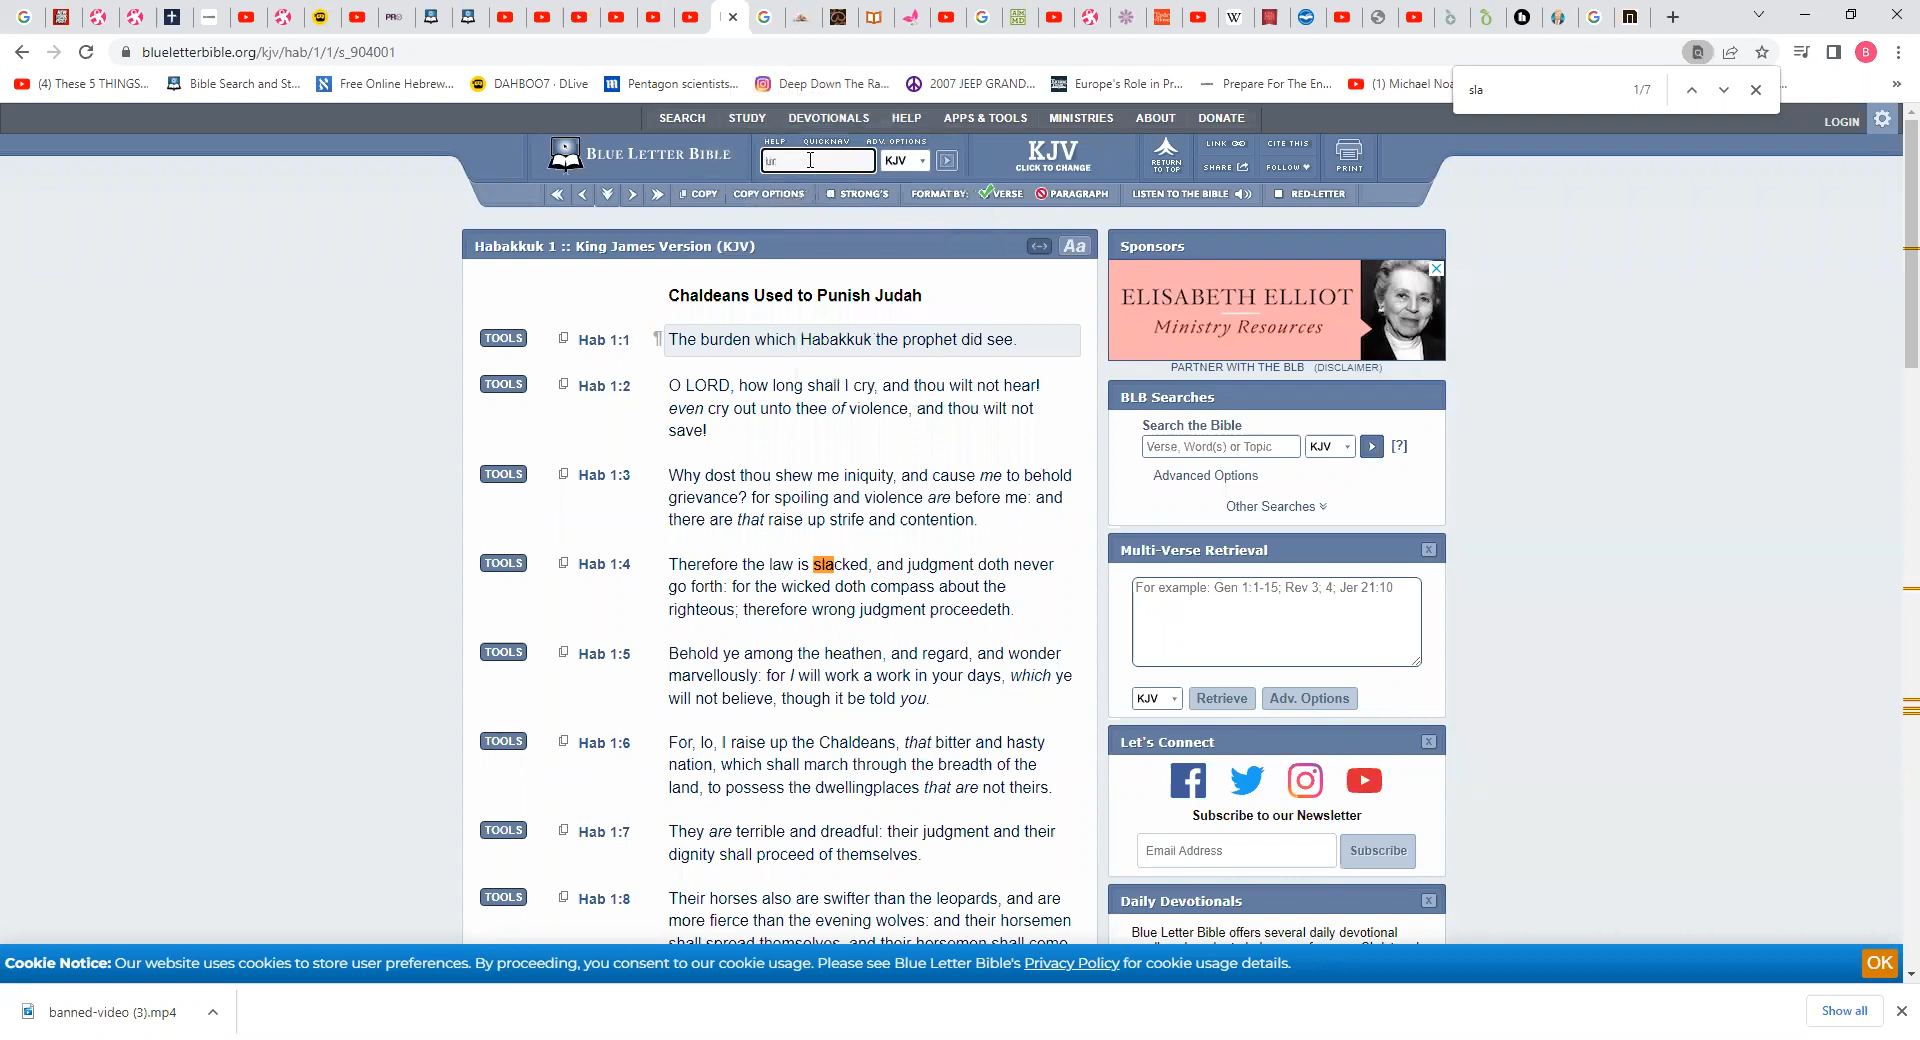 blueletterbible.org/kjv/hab/1/1/s_904001
B
(4) These 5 THINGS...
Bible Search and St...
Free Online Hebrew...
DAHBOO7 · DLive
Pentagon scientists...
Deep Down The Ra...
2007 JEEP GRAND...
Europe's Role in Pr...
Prepare For The En...
(1) Michael Noa
sla
1/7
SEARCH STUDY DEVOTIONALS HELP APPS & TOOLS MINISTRIES ABOUT DONATE
LOGIN
BLUE LETTER BIBLE
HELP QUICKNAV ADV. OPTIONS
KJV
KJV
CLICK TO CHANGE
RETURN
TO TOP
LINK
CITE THIS
SHARE
FOLLOW
PRINT
COPY
COPY OPTIONS
STRONG'S
FORMAT BY:
VERSE
PARAGRAPH
LISTEN TO THE BIBLE
RED-LETTER
Habakkuk 1 :: King James Version (KJV)
Aa
Chaldeans Used to Punish Judah
TOOLS
Hab 1:1
¶ The burden which Habakkuk the prophet did see.
TOOLS
Hab 1:2
O LORD, how long shall I cry, and thou wilt not hear!
even cry out unto thee of violence, and thou wilt not
save!
TOOLS
Hab 1:3
Why dost thou shew me iniquity, and cause me to behold
grievance? for spoiling and violence are before me: and
there are that raise up strife and contention.
TOOLS
Hab 1:4
Therefore the law is slacked, and judgment doth never
go forth: for the wicked doth compass about the
righteous; therefore wrong judgment proceedeth.
TOOLS
Hab 1:5
Behold ye among the heathen, and regard, and wonder
marvellously: for I will work a work in your days, which ye
will not believe, though it be told you.
TOOLS
Hab 1:6
For, lo, I raise up the Chaldeans, that bitter and hasty
nation, which shall march through the breadth of the
land, to possess the dwellingplaces that are not theirs.
TOOLS
Hab 1:7
They are terrible and dreadful: their judgment and their
dignity shall proceed of themselves.
TOOLS
Hab 1:8
Their horses also are swifter than the leopards, and are
more fierce than the evening wolves: and their horsemen
shall spread themselves, and their horsemen shall come
Sponsors
ELISABETH ELLIOT
Ministry Resources
PARTNER WITH THE BLB (DISCLAIMER)
BLB Searches
Search the Bible
Verse, Word(s) or Topic
KJV
[?]
Advanced Options
Other Searches
Multi-Verse Retrieval
For example: Gen 1:1-15; Rev 3; 4; Jer 21:10
KJV
Retrieve
Adv. Options
Let's Connect
Subscribe to our Newsletter
Email Address
Subscribe
Daily Devotionals
Blue Letter Bible offers several daily devotional
Cookie Notice: Our website uses cookies to store user preferences. By proceeding, you consent to our cookie usage. Please see Blue Letter Bible's Privacy Policy for cookie usage details.
OK
banned-video (3).mp4
Show all